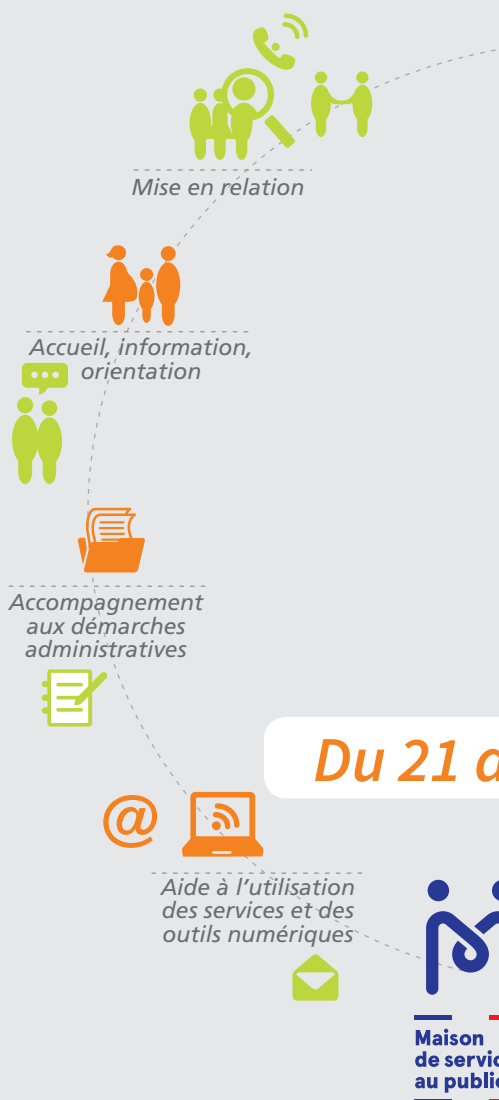 Mise en relation
Accueil, information,
orientation
Accompagnement
aux démarches
administratives
Du 21
@
Aide à l'utilisation
des services et des
outils numériques
Maison
de servic
au public